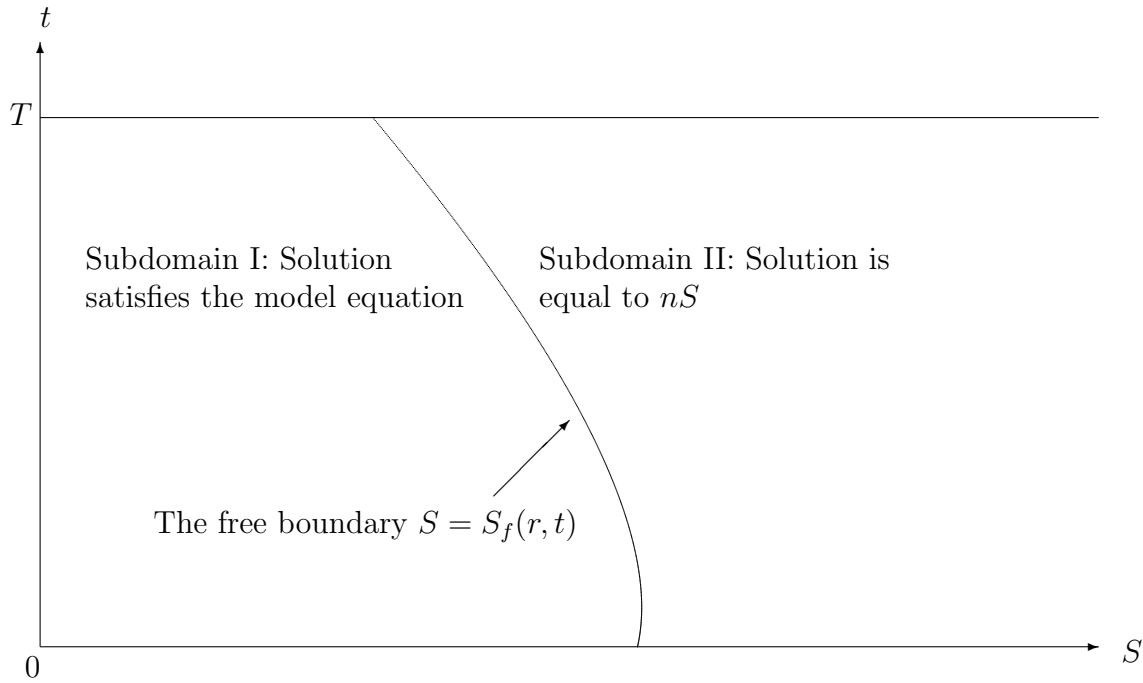 t
T
Subdomain I: Solution
satisfies the model equation
Subdomain II: Solution is
equal to nS
The free boundary S = S_f(r, t)
0
S